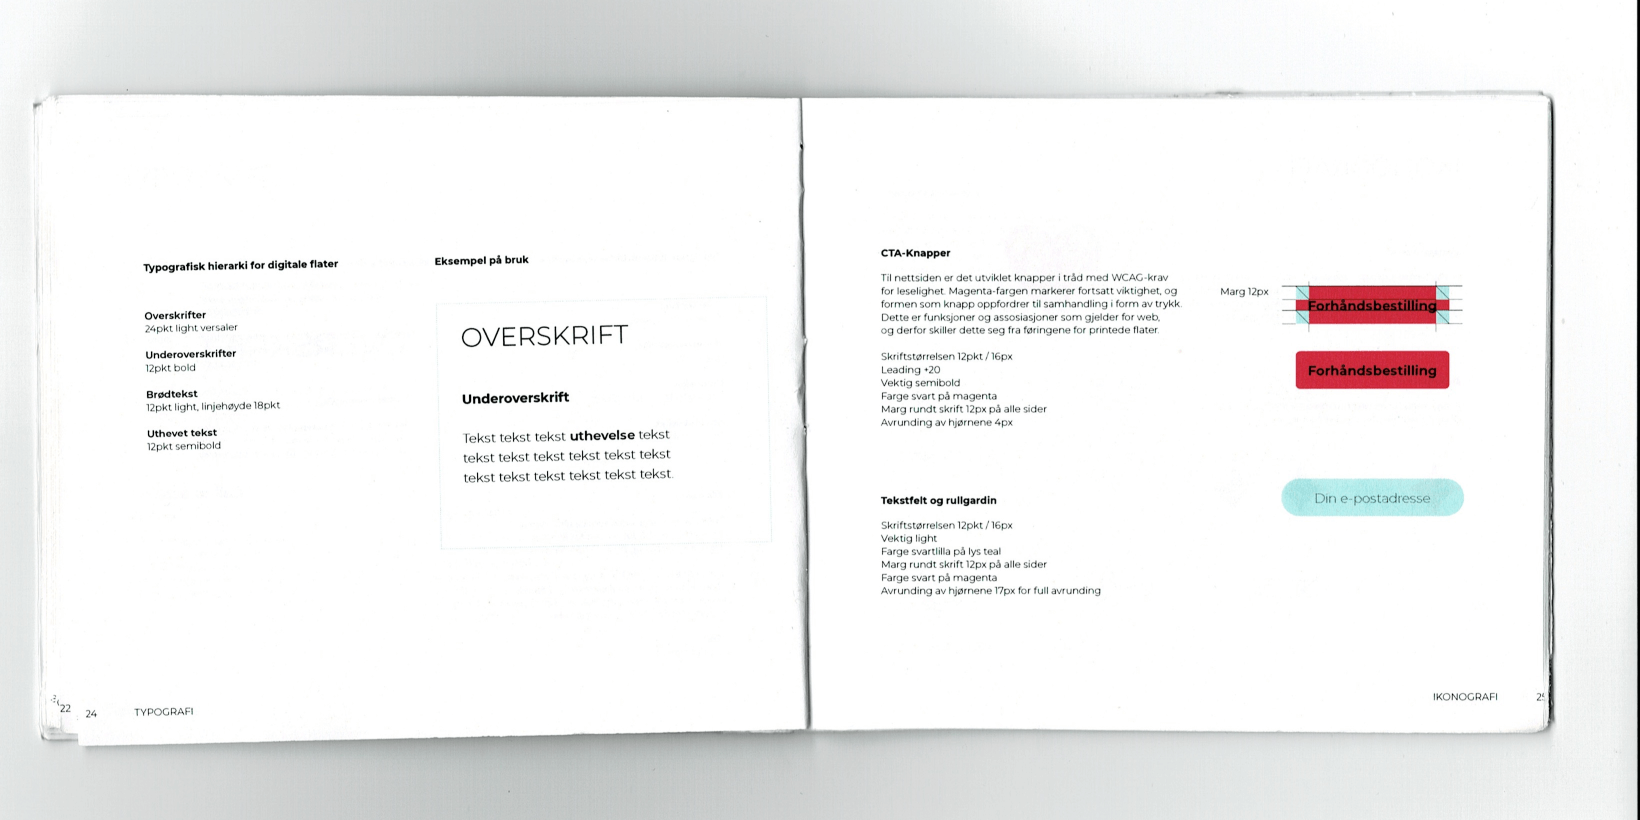 Typografisk hierarki for digitale flater
Overskrifter
24pkt light versaler
Underoverskrifter
12pkt bold
Brødtekst
12pkt light, linjehøyde 18pkt
Uthevet tekst
12pkt semibold
Eksempel på bruk
OVERSKRIFT
Underoverskrift
Tekst tekst tekst uthevelse tekst
tekst tekst tekst tekst tekst tekst
tekst tekst tekst tekst tekst tekst.
22
24 TYPOGRAFI
CTA-Knapper
Til nettsiden er det utviklet knapper i tråd med WCAG-krav
for leselighet. Magenta-fargen markerer fortsatt viktighet, og
formen som knapp oppfordrer til samhandling i form av trykk.
Dette er funksjoner og assosiasjoner som gjelder for web,
og derfor skiller dette seg fra føringene for printede flater.
Skriftstørrelsen 12pkt / 16px
Leading +20
Vektig semibold
Farge svart på magenta
Marg rundt skrift 12px på alle sider
Avrunding av hjørnene 4px
Marg 12px
Forhåndsbestilling
Forhåndsbestilling
Tekstfelt og rullgardin
Skriftstørrelsen 12pkt / 16px
Vektig light
Farge svartlilla på lys teal
Marg rundt skrift 12px på alle sider
Farge svart på magenta
Avrunding av hjørnene 17px for full avrunding
Din e-postadresse
IKONOGRAFI